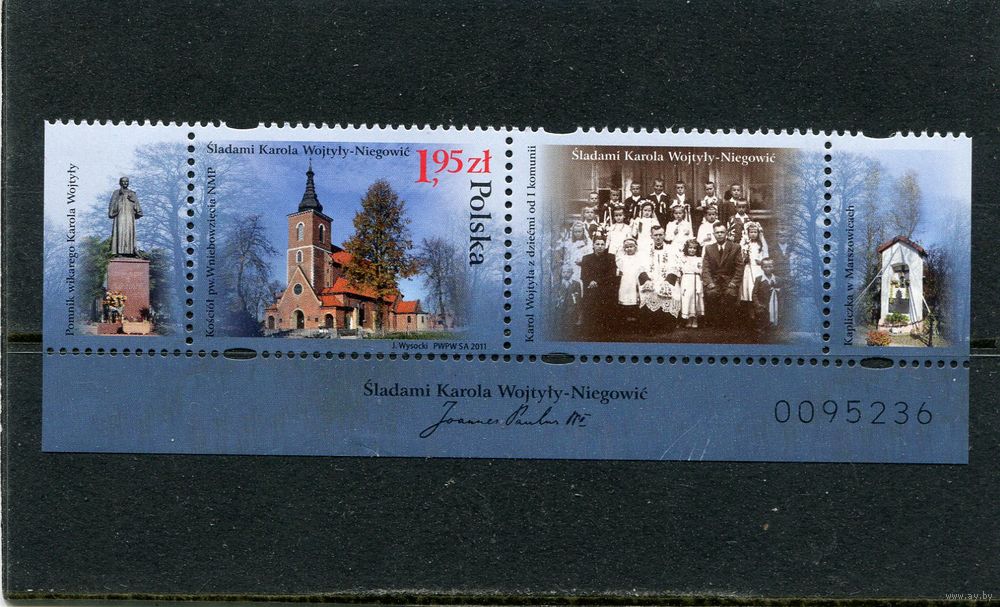 Pomnik wikarego Karola Wojtyły
Śladami Karola Wojtyły-Niegowić
1,95 zł
Polska
Kościół pw. Wniebowzięcia NMP
J. Wysocki PWPW SA 2011
Karol Wojtyła z dziećmi od I komunii
Śladami Karola Wojtyły-Niegowić
Kapliczka w Marszowicach
Śladami Karola Wojtyły-Niegowić
Joannes Paulus II
0095236
www.ay.by